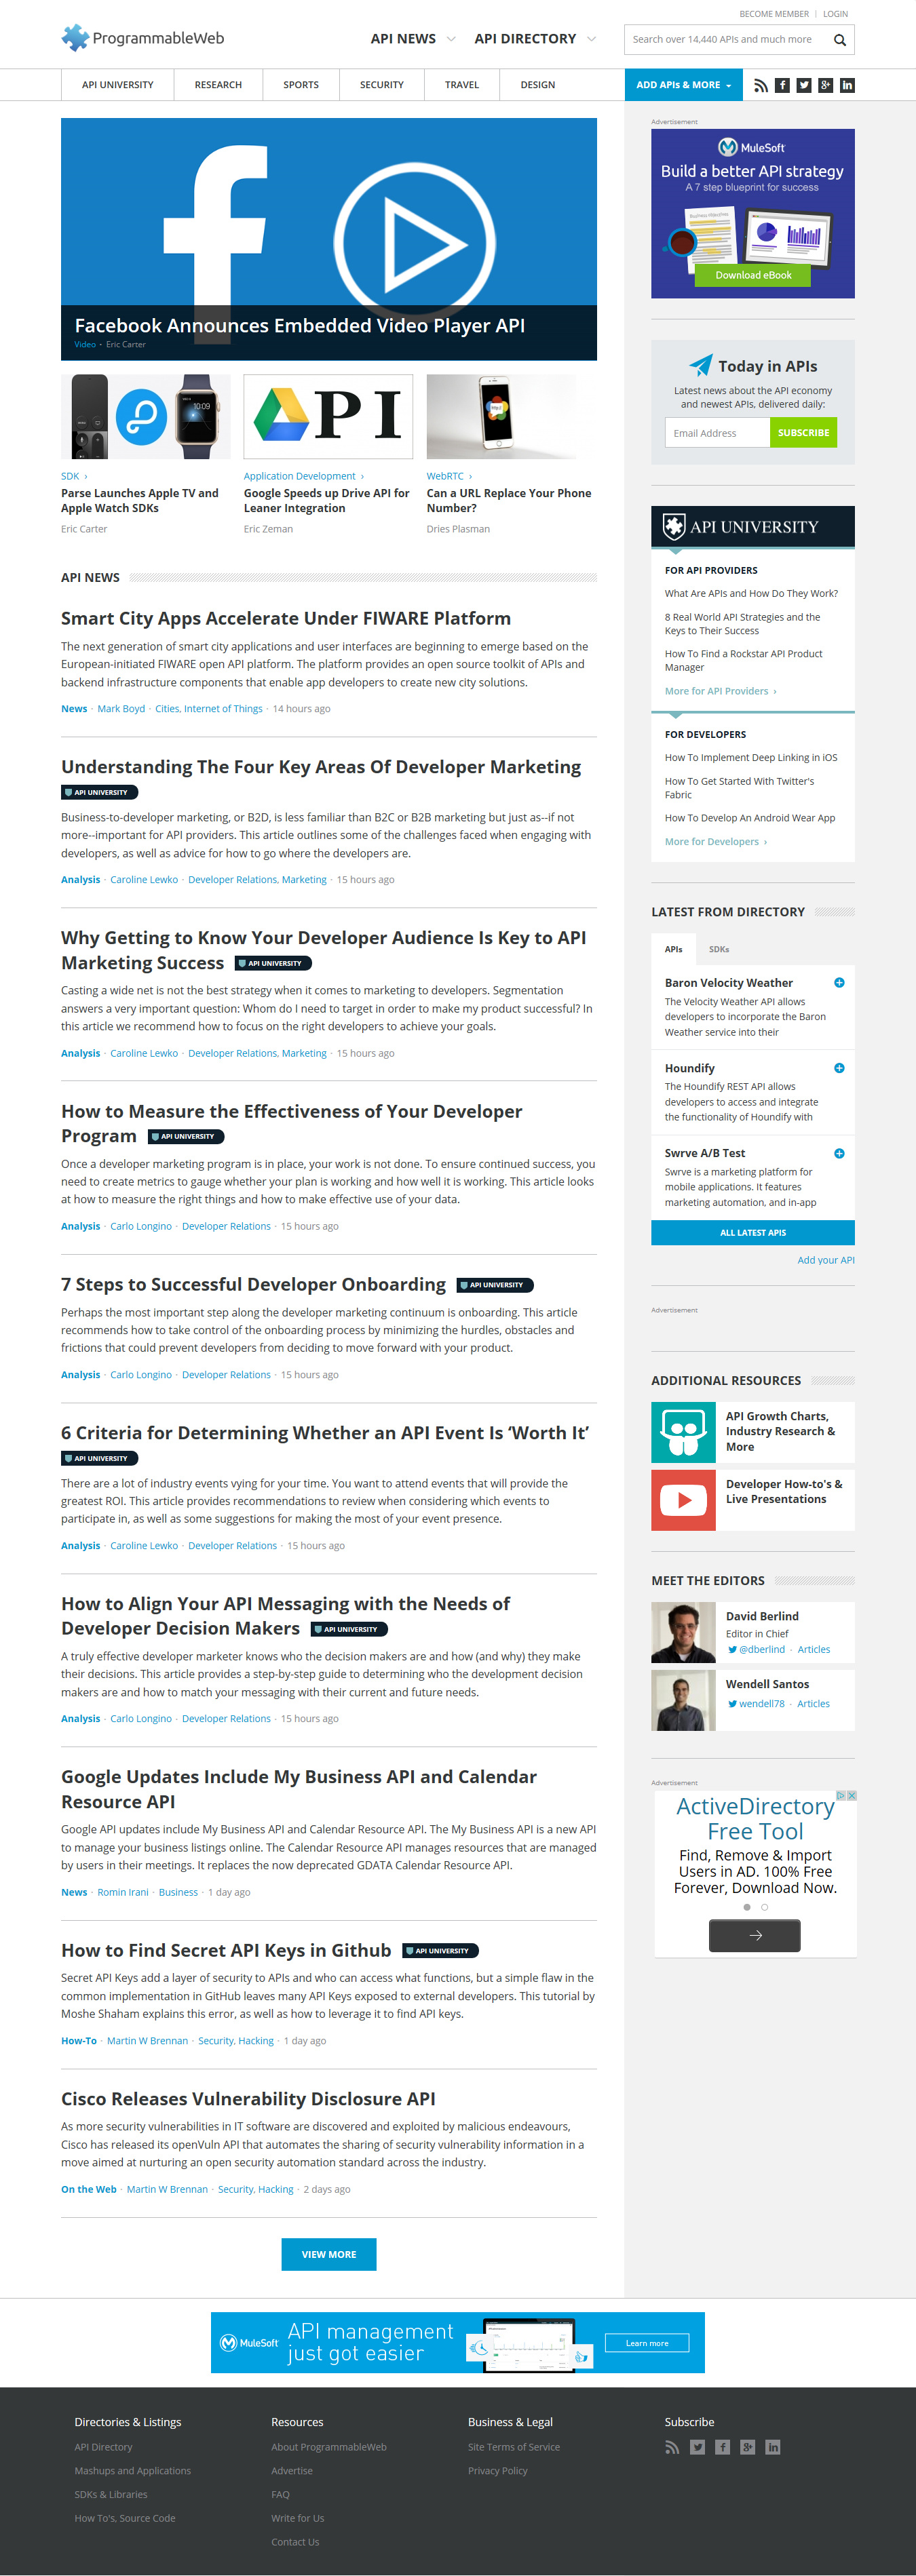 BECOME MEMBER | LOGIN
ProgrammableWeb
API NEWS
API DIRECTORY
Search over 14,440 APIs and much more
API UNIVERSITY
RESEARCH
SPORTS
SECURITY
TRAVEL
DESIGN
ADD APIs & MORE
Facebook Announces Embedded Video Player API
Video • Eric Carter
10:09
PI
SDK ›
Parse Launches Apple TV and
Apple Watch SDKs
Eric Carter
Application Development ›
Google Speeds up Drive API for
Leaner Integration
Eric Zeman
WebRTC ›
Can a URL Replace Your Phone
Number?
Dries Plasman
API NEWS
Smart City Apps Accelerate Under FIWARE Platform
The next generation of smart city applications and user interfaces are beginning to emerge based on the
European-initiated FIWARE open API platform. The platform provides an open source toolkit of APIs and
backend infrastructure components that enable app developers to create new city solutions.
News · Mark Boyd · Cities, Internet of Things · 14 hours ago
Understanding The Four Key Areas Of Developer Marketing
API UNIVERSITY
Business-to-developer marketing, or B2D, is less familiar than B2C or B2B marketing but just as--if not
more--important for API providers. This article outlines some of the challenges faced when engaging with
developers, as well as advice for how to go where the developers are.
Analysis · Caroline Lewko · Developer Relations, Marketing · 15 hours ago
Why Getting to Know Your Developer Audience Is Key to API
Marketing Success API UNIVERSITY
Casting a wide net is not the best strategy when it comes to marketing to developers. Segmentation
answers a very important question: Whom do I need to target in order to make my product successful? In
this article we recommend how to focus on the right developers to achieve your goals.
Analysis · Caroline Lewko · Developer Relations, Marketing · 15 hours ago
How to Measure the Effectiveness of Your Developer
Program API UNIVERSITY
Once a developer marketing program is in place, your work is not done. To ensure continued success, you
need to create metrics to gauge whether your plan is working and how well it is working. This article looks
at how to measure the right things and how to make effective use of your data.
Analysis · Carlo Longino · Developer Relations · 15 hours ago
7 Steps to Successful Developer Onboarding API UNIVERSITY
Perhaps the most important step along the developer marketing continuum is onboarding. This article
recommends how to take control of the onboarding process by minimizing the hurdles, obstacles and
frictions that could prevent developers from deciding to move forward with your product.
Analysis · Carlo Longino · Developer Relations · 15 hours ago
6 Criteria for Determining Whether an API Event Is ‘Worth It’
API UNIVERSITY
There are a lot of industry events vying for your time. You want to attend events that will provide the
greatest ROI. This article provides recommendations to review when considering which events to
participate in, as well as some suggestions for making the most of your event presence.
Analysis · Caroline Lewko · Developer Relations · 15 hours ago
How to Align Your API Messaging with the Needs of
Developer Decision Makers API UNIVERSITY
A truly effective developer marketer knows who the decision makers are and how (and why) they make
their decisions. This article provides a step-by-step guide to determining who the development decision
makers are and how to match your messaging with their current and future needs.
Analysis · Carlo Longino · Developer Relations · 15 hours ago
Google Updates Include My Business API and Calendar
Resource API
Google API updates include My Business API and Calendar Resource API. The My Business API is a new API
to manage your business listings online. The Calendar Resource API manages resources that are managed
by users in their meetings. It replaces the now deprecated GDATA Calendar Resource API.
News · Romin Irani · Business · 1 day ago
How to Find Secret API Keys in Github API UNIVERSITY
Secret API Keys add a layer of security to APIs and who can access what functions, but a simple flaw in the
common implementation in GitHub leaves many API Keys exposed to external developers. This tutorial by
Moshe Shaham explains this error, as well as how to leverage it to find API keys.
How-To · Martin W Brennan · Security, Hacking · 1 day ago
Cisco Releases Vulnerability Disclosure API
As more security vulnerabilities in IT software are discovered and exploited by malicious endeavours,
Cisco has released its openVuln API that automates the sharing of security vulnerability information in a
move aimed at nurturing an open security automation standard across the industry.
On the Web · Martin W Brennan · Security, Hacking · 2 days ago
VIEW MORE
Advertisement
MuleSoft
Build a better API strategy
A 7 step blueprint for success
Download eBook
Today in APIs
Latest news about the API economy
and newest APIs, delivered daily:
Email Address
SUBSCRIBE
API UNIVERSITY
FOR API PROVIDERS
What Are APIs and How Do They Work?
8 Real World API Strategies and the
Keys to Their Success
How To Find a Rockstar API Product
Manager
More for API Providers ›
FOR DEVELOPERS
How To Implement Deep Linking in iOS
How To Get Started With Twitter's
Fabric
How To Develop An Android Wear App
More for Developers ›
LATEST FROM DIRECTORY
APIs
SDKs
Baron Velocity Weather
The Velocity Weather API allows
developers to incorporate the Baron
Weather service into their
Houndify
The Houndify REST API allows
developers to access and integrate
the functionality of Houndify with
Swrve A/B Test
Swrve is a marketing platform for
mobile applications. It features
marketing automation, and in-app
ALL LATEST APIS
Add your API
Advertisement
ADDITIONAL RESOURCES
API Growth Charts,
Industry Research &
More
Developer How-to's &
Live Presentations
MEET THE EDITORS
David Berlind
Editor in Chief
@dberlind · Articles
Wendell Santos
wendell78 · Articles
Advertisement
ActiveDirectory
Free Tool
Find, Remove & Import
Users in AD. 100% Free
Forever, Download Now.
MuleSoft
API management
just got easier
Learn more
Directories & Listings
API Directory
Mashups and Applications
SDKs & Libraries
How To's, Source Code
Resources
About ProgrammableWeb
Advertise
FAQ
Write for Us
Contact Us
Business & Legal
Site Terms of Service
Privacy Policy
Subscribe